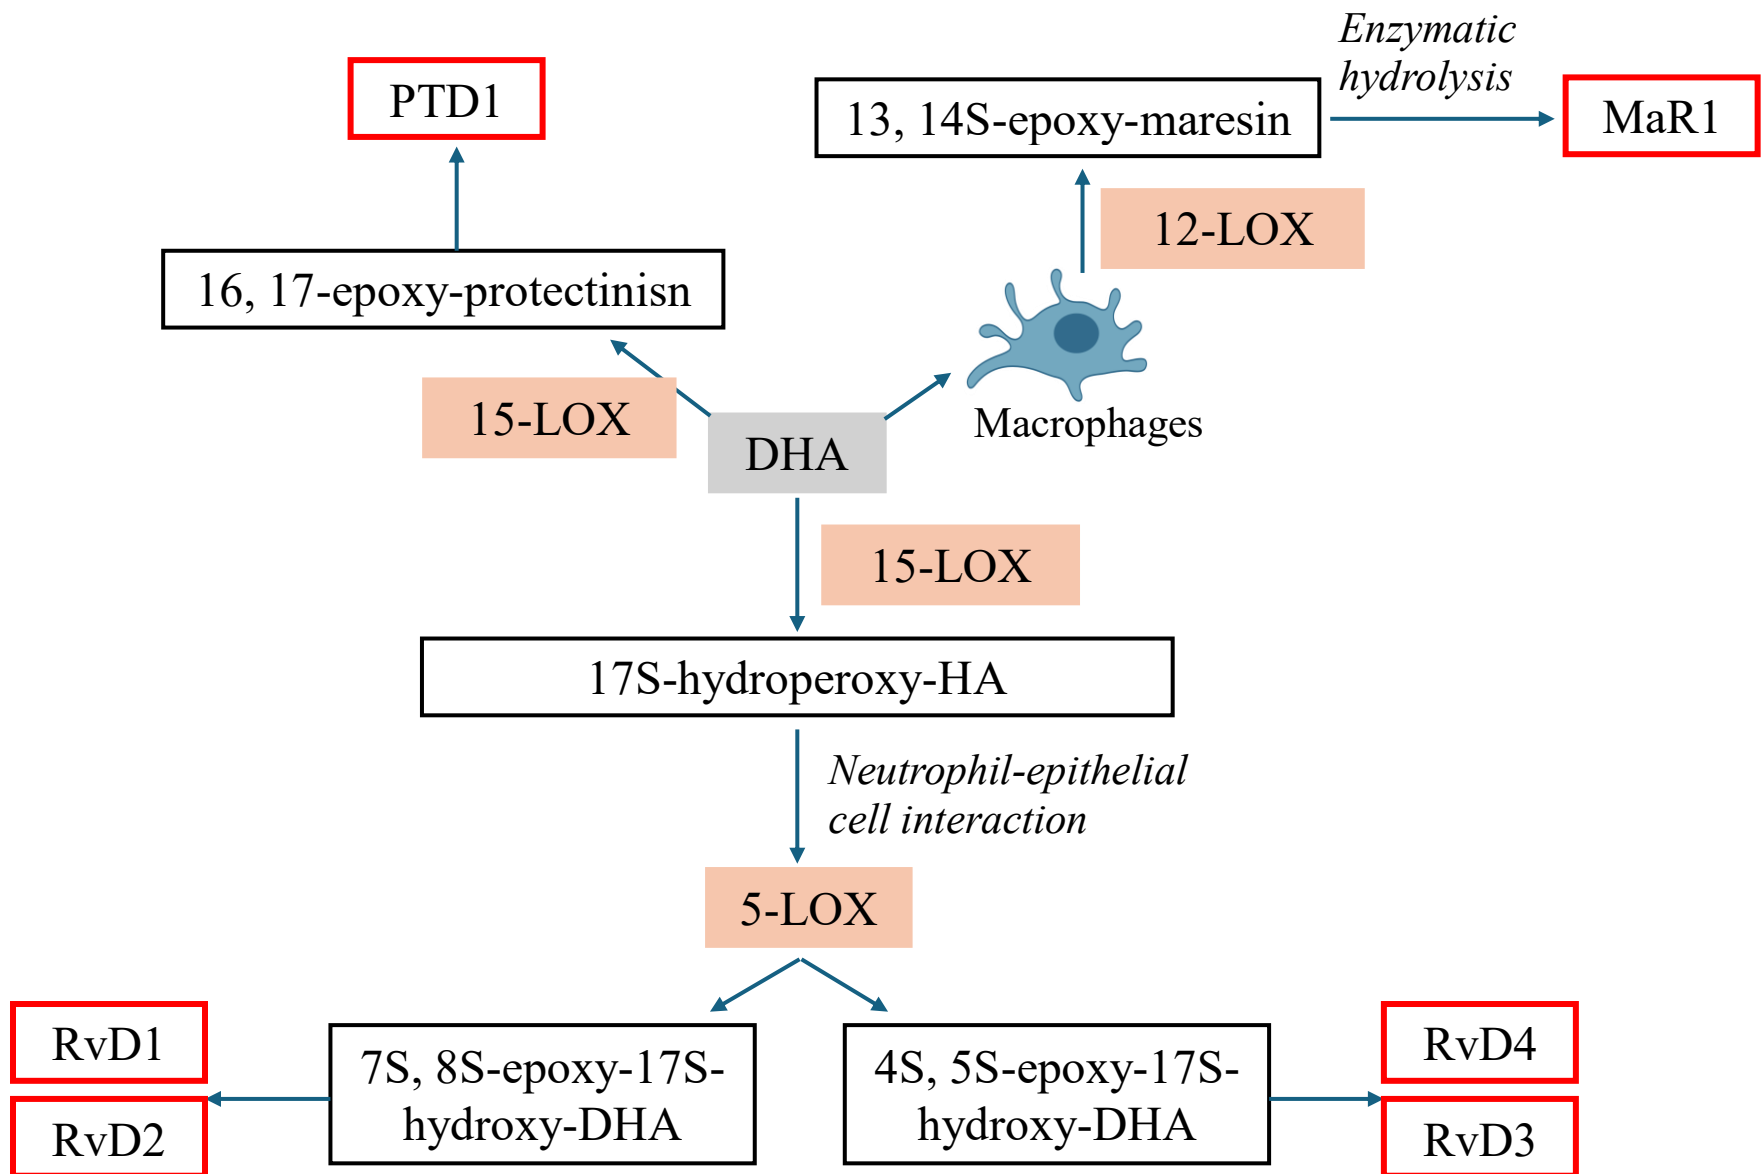 Enzymatic
hydrolysis
PTD1
13, 14S-epoxy-maresin
MaR1
12-LOX
16, 17-epoxy-protectinisn
15-LOX
Macrophages
DHA
15-LOX
17S-hydroperoxy-HA
Neutrophil-epithelial
cell interaction
5-LOX
RvD1
RvD2
7S, 8S-epoxy-17S-
hydroxy-DHA
4S, 5S-epoxy-17S-
hydroxy-DHA
RvD4
RvD3